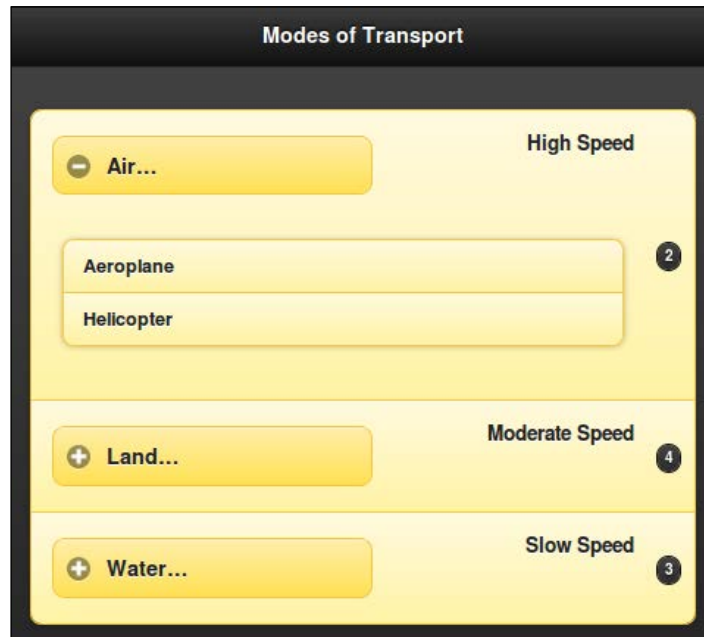 Modes of Transport
High Speed
Air...
2
Aeroplane
Helicopter
Moderate Speed
Land...
4
Slow Speed
Water...
3